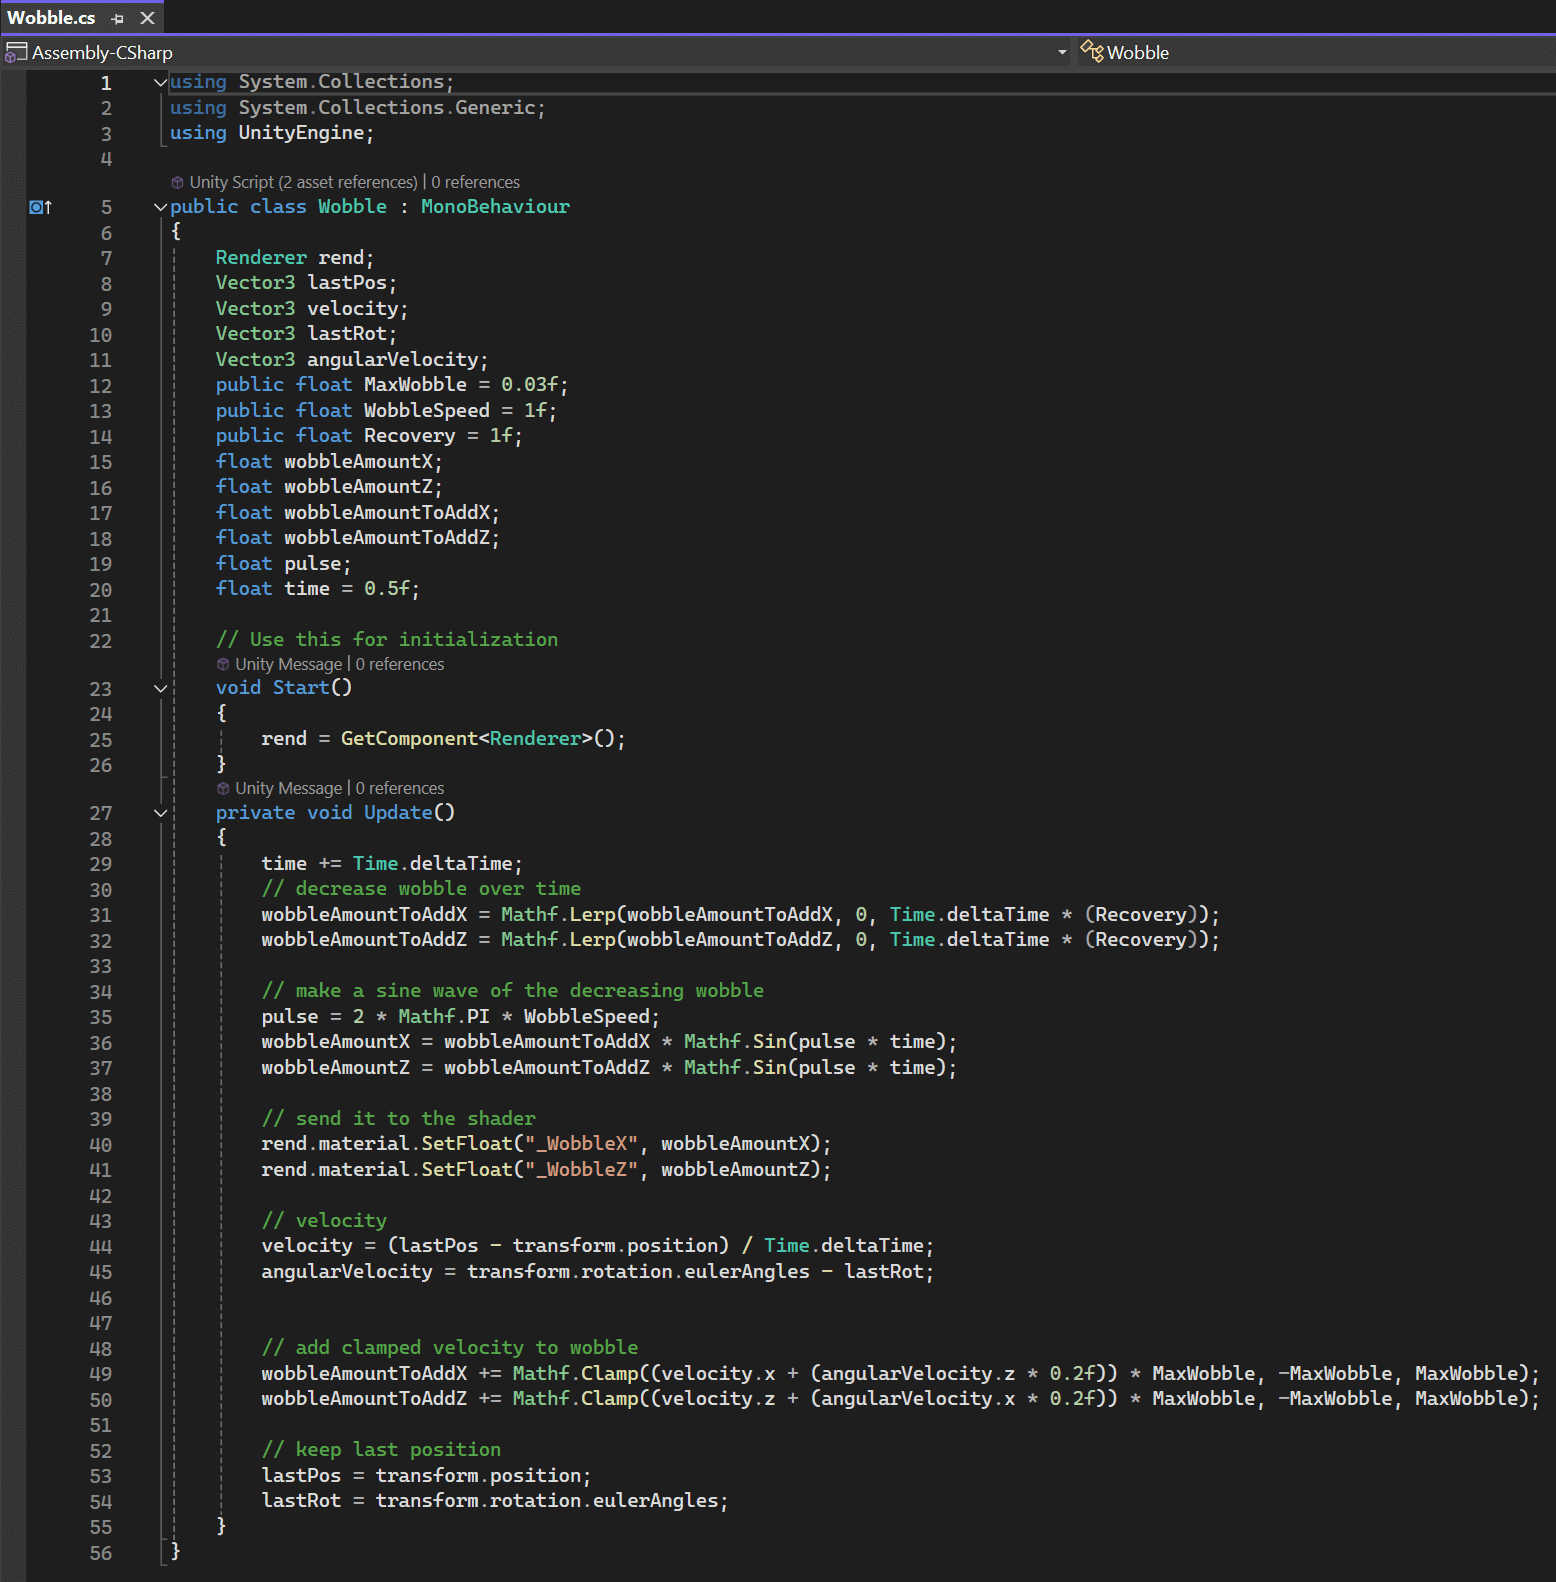 Wobble.cs
Assembly-CSharp
Wobble
1 using System.Collections;
2 using System.Collections.Generic;
3 using UnityEngine;
4
Unity Script (2 asset references) | 0 references
5 public class Wobble : MonoBehaviour
6 {
7 Renderer rend;
8 Vector3 lastPos;
9 Vector3 velocity;
10 Vector3 lastRot;
11 Vector3 angularVelocity;
12 public float MaxWobble = 0.03f;
13 public float WobbleSpeed = 1f;
14 public float Recovery = 1f;
15 float wobbleAmountX;
16 float wobbleAmountZ;
17 float wobbleAmountToAddX;
18 float wobbleAmountToAddZ;
19 float pulse;
20 float time = 0.5f;
21
22 // Use this for initialization
Unity Message | 0 references
23 void Start()
24 {
25 rend = GetComponent<Renderer>();
26 }
Unity Message | 0 references
27 private void Update()
28 {
29 time += Time.deltaTime;
30 // decrease wobble over time
31 wobbleAmountToAddX = Mathf.Lerp(wobbleAmountToAddX, 0, Time.deltaTime * (Recovery));
32 wobbleAmountToAddZ = Mathf.Lerp(wobbleAmountToAddZ, 0, Time.deltaTime * (Recovery));
33
34 // make a sine wave of the decreasing wobble
35 pulse = 2 * Mathf.PI * WobbleSpeed;
36 wobbleAmountX = wobbleAmountToAddX * Mathf.Sin(pulse * time);
37 wobbleAmountZ = wobbleAmountToAddZ * Mathf.Sin(pulse * time);
38
39 // send it to the shader
40 rend.material.SetFloat("_WobbleX", wobbleAmountX);
41 rend.material.SetFloat("_WobbleZ", wobbleAmountZ);
42
43 // velocity
44 velocity = (lastPos - transform.position) / Time.deltaTime;
45 angularVelocity = transform.rotation.eulerAngles - lastRot;
46
47
48 // add clamped velocity to wobble
49 wobbleAmountToAddX += Mathf.Clamp((velocity.x + (angularVelocity.z * 0.2f)) * MaxWobble, -MaxWobble, MaxWobble);
50 wobbleAmountToAddZ += Mathf.Clamp((velocity.z + (angularVelocity.x * 0.2f)) * MaxWobble, -MaxWobble, MaxWobble);
51
52 // keep last position
53 lastPos = transform.position;
54 lastRot = transform.rotation.eulerAngles;
55 }
56 }